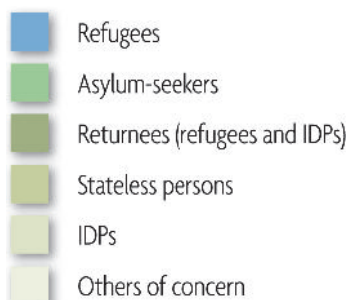 Refugees
Asylum-seekers
Returnees (refugees and IDPs)
Stateless persons
IDPs
Others of concern